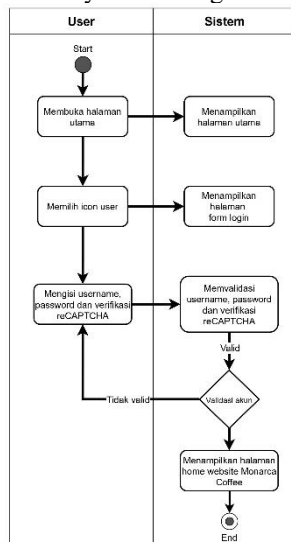 User
Sistem
Start
Membuka halaman
utama
Menampilkan
halaman utama
Memilih icon user
Menampilkan
halaman
form login
Mengisi username,
password dan verifikasi
reCAPTCHA
Memvalidasi
username, password
dan verifikasi
reCAPTCHA
Valid
Tidak valid
Validasi akun
Menampilkan halaman
home website Monarca
Coffee
End